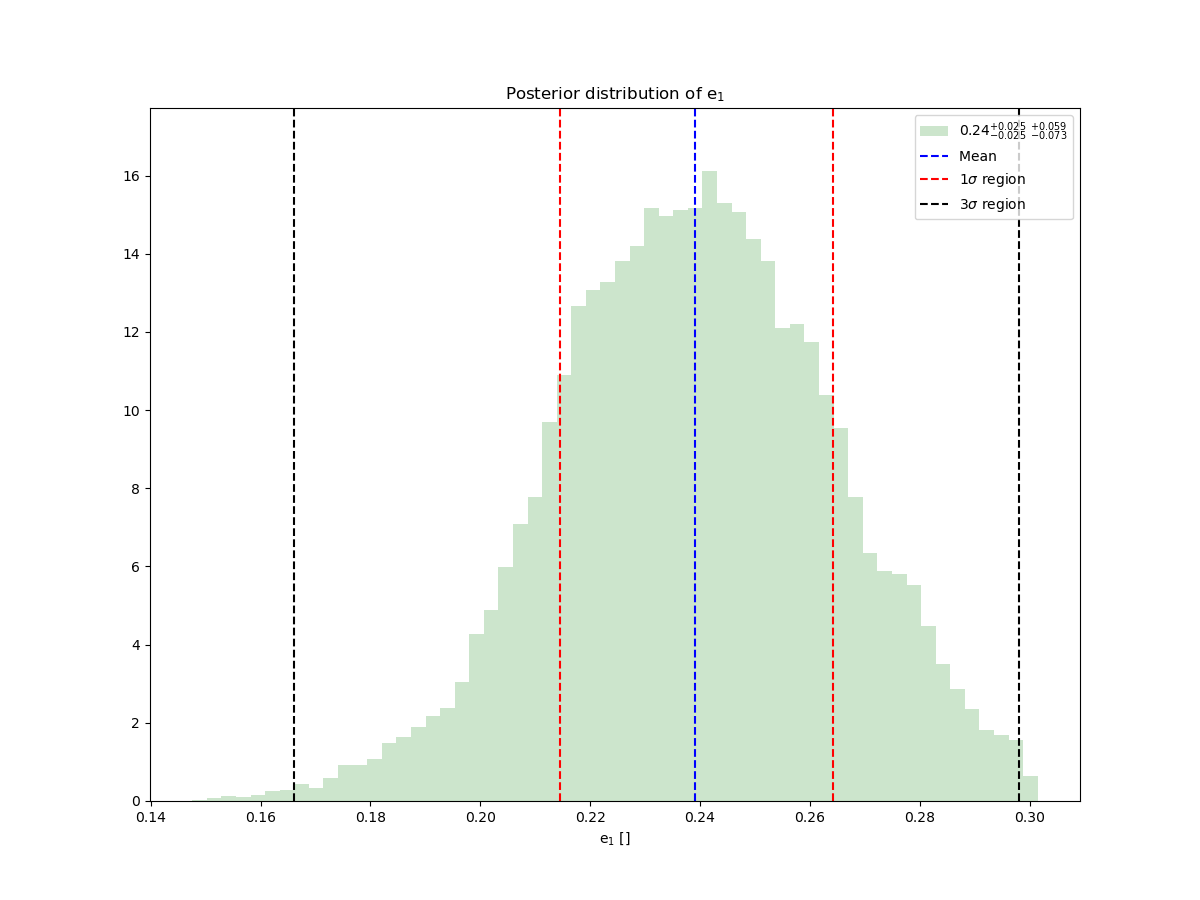 Posterior distribution of e₁
0.24 +0.025 −0.025 +0.059 −0.073
Mean
1σ region
3σ region
16
14
12
10
8
6
4
2
0
0.14 0.16 0.18 0.20 0.22 0.24 0.26 0.28 0.30
e₁ []